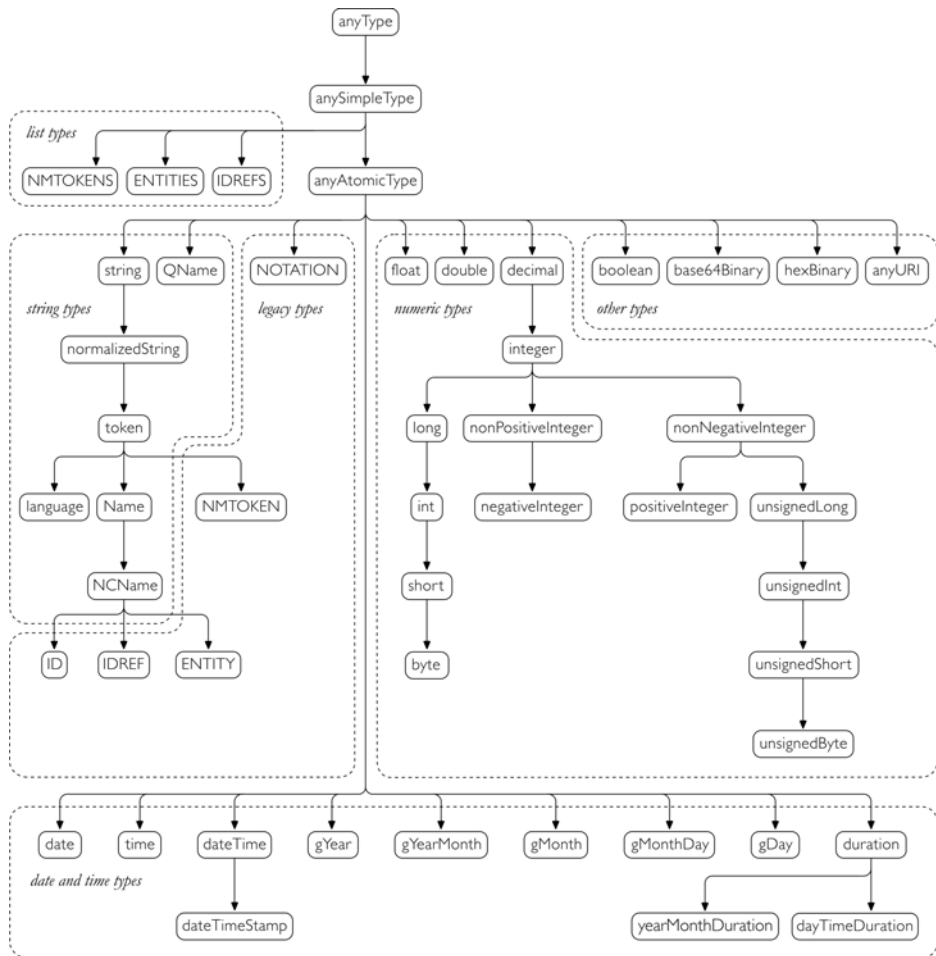 anyType
anySimpleType
list types
NMTOKENS ENTITIES IDREFS anyAtomicType
string QName NOTATION float double decimal boolean base64Binary hexBinary anyURI
string types legacy types numeric types other types
normalizedString integer
token long nonPositiveInteger nonNegativeInteger
language Name NMTOKEN int negativeInteger positiveInteger unsignedLong
NCName short unsignedInt
ID IDREF ENTITY byte unsignedShort
unsignedByte
date time dateTime gYear gYearMonth gMonth gMonthDay gDay duration
date and time types
dateTimeStamp yearMonthDuration dayTimeDuration